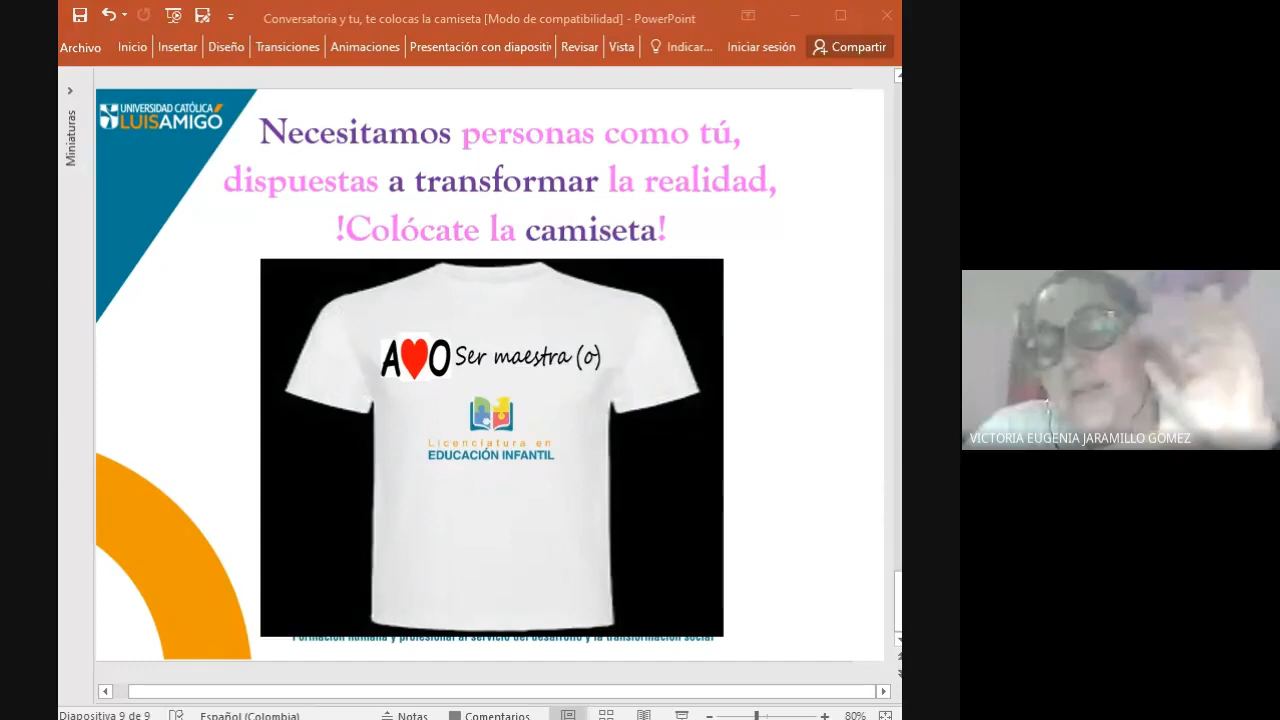 Conversatoria y tu, te colocas la camiseta [Modo de compatibilidad] - PowerPoint
Archivo Inicio Insertar Diseño Transiciones Animaciones Presentación con diapositi Revisar Vista Indicar... Iniciar sesión Compartir
Miniaturas
UNIVERSIDAD CATÓLICA
LUIS AMIGÓ
Necesitamos personas como tú,
dispuestas a transformar la realidad,
!Colócate la camiseta!
A❤O Ser maestra (o)
Licenciatura en
EDUCACIÓN INFANTIL
Formación humana y profesional al servicio del desarrollo y la transformación social
VICTORIA EUGENIA JARAMILLO GOMEZ
Diapositiva 9 de 9 Español (Colombia) Notas Comentarios 80%